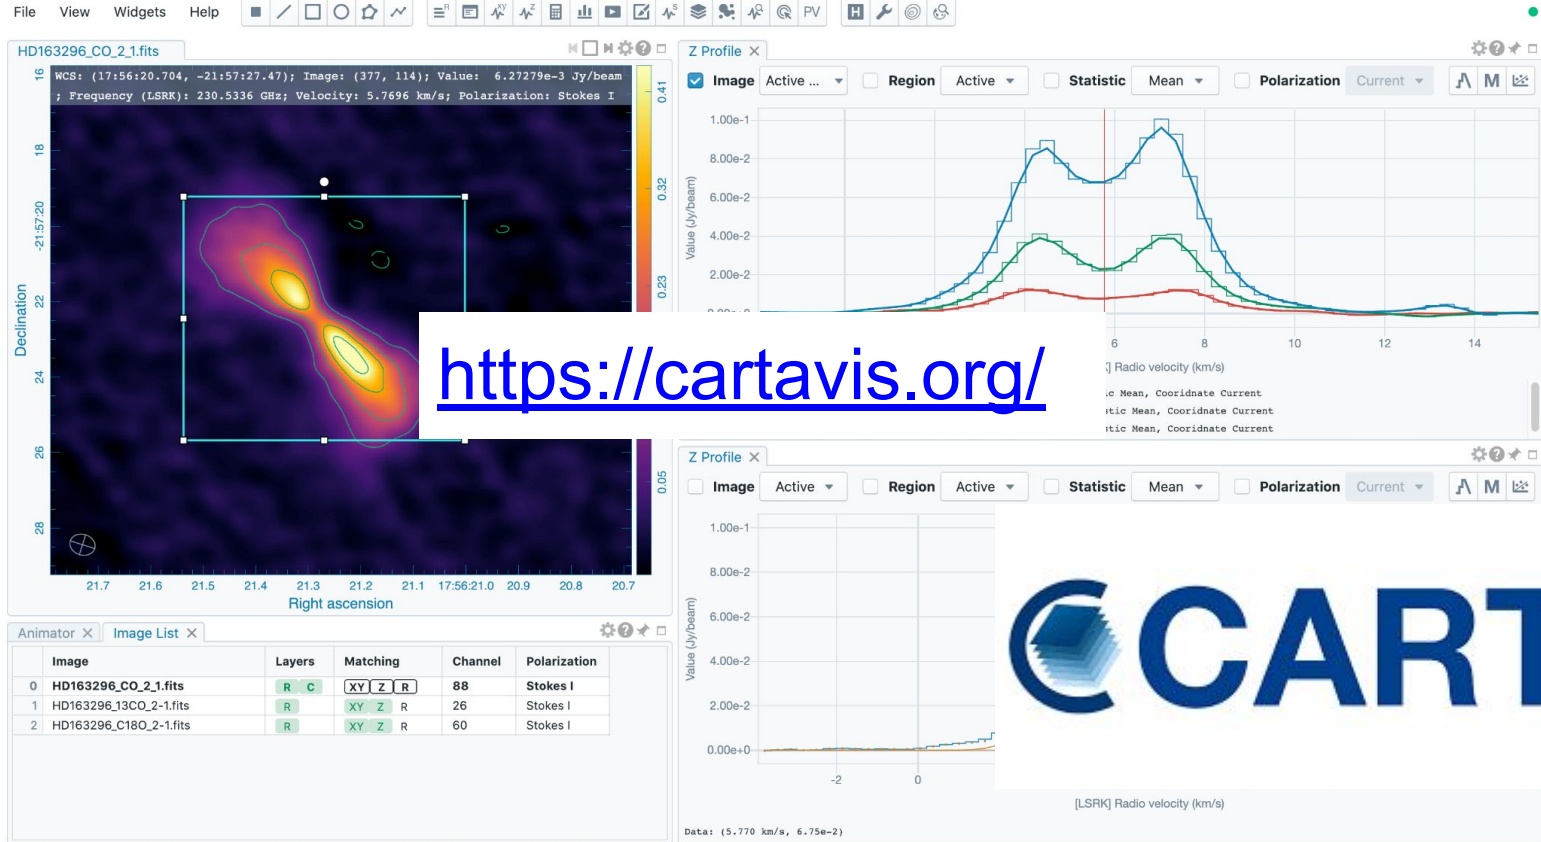 File View Widgets Help PV
HD163296_CO_2_1.fits
WCS: (17:56:20.704, -21:57:27.47); Image: (377, 114); Value: 6.27279e-3 Jy/beam
; Frequency (LSRK): 230.5336 GHz; Velocity: 5.7696 km/s; Polarization: Stokes I
16
18
-21:57:20
22
24
26
28
Declination
0.41
0.32
0.23
0.05
21.7 21.6 21.5 21.4 21.3 21.2 21.1 17:56:21.0 20.9 20.8 20.7
Right ascension
Z Profile
Image Active ... Region Active Statistic Mean Polarization Current M
1.00e-1
8.00e-2
6.00e-2
4.00e-2
2.00e-2
Value (Jy/beam)
6 8 10 12 14
Radio velocity (km/s)
Mean, Cooridnate Current
Mean, Cooridnate Current
Mean, Cooridnate Current
https://cartavis.org/
Z Profile
Image Active Region Active Statistic Mean Polarization Current M
1.00e-1
8.00e-2
6.00e-2
4.00e-2
2.00e-2
0.00e+0
Value (Jy/beam)
-2 0
[LSRK] Radio velocity (km/s)
Data: (5.770 km/s, 6.75e-2)
CART
Animator Image List
Image Layers Matching Channel Polarization
0 HD163296_CO_2_1.fits R C XY Z R 88 Stokes I
1 HD163296_13CO_2-1.fits R XY Z R 26 Stokes I
2 HD163296_C18O_2-1.fits R XY Z R 60 Stokes I